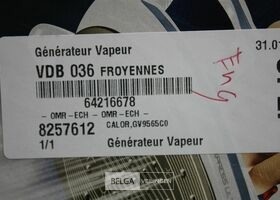 Générateur Vapeur
31.01
VDB 036 FROYENNES
Eng
64216678
-OMR-ECH- -OMR-ECH-
8257612 CALOR,GV9565C0
1/1 Générateur Vapeur
BELGA